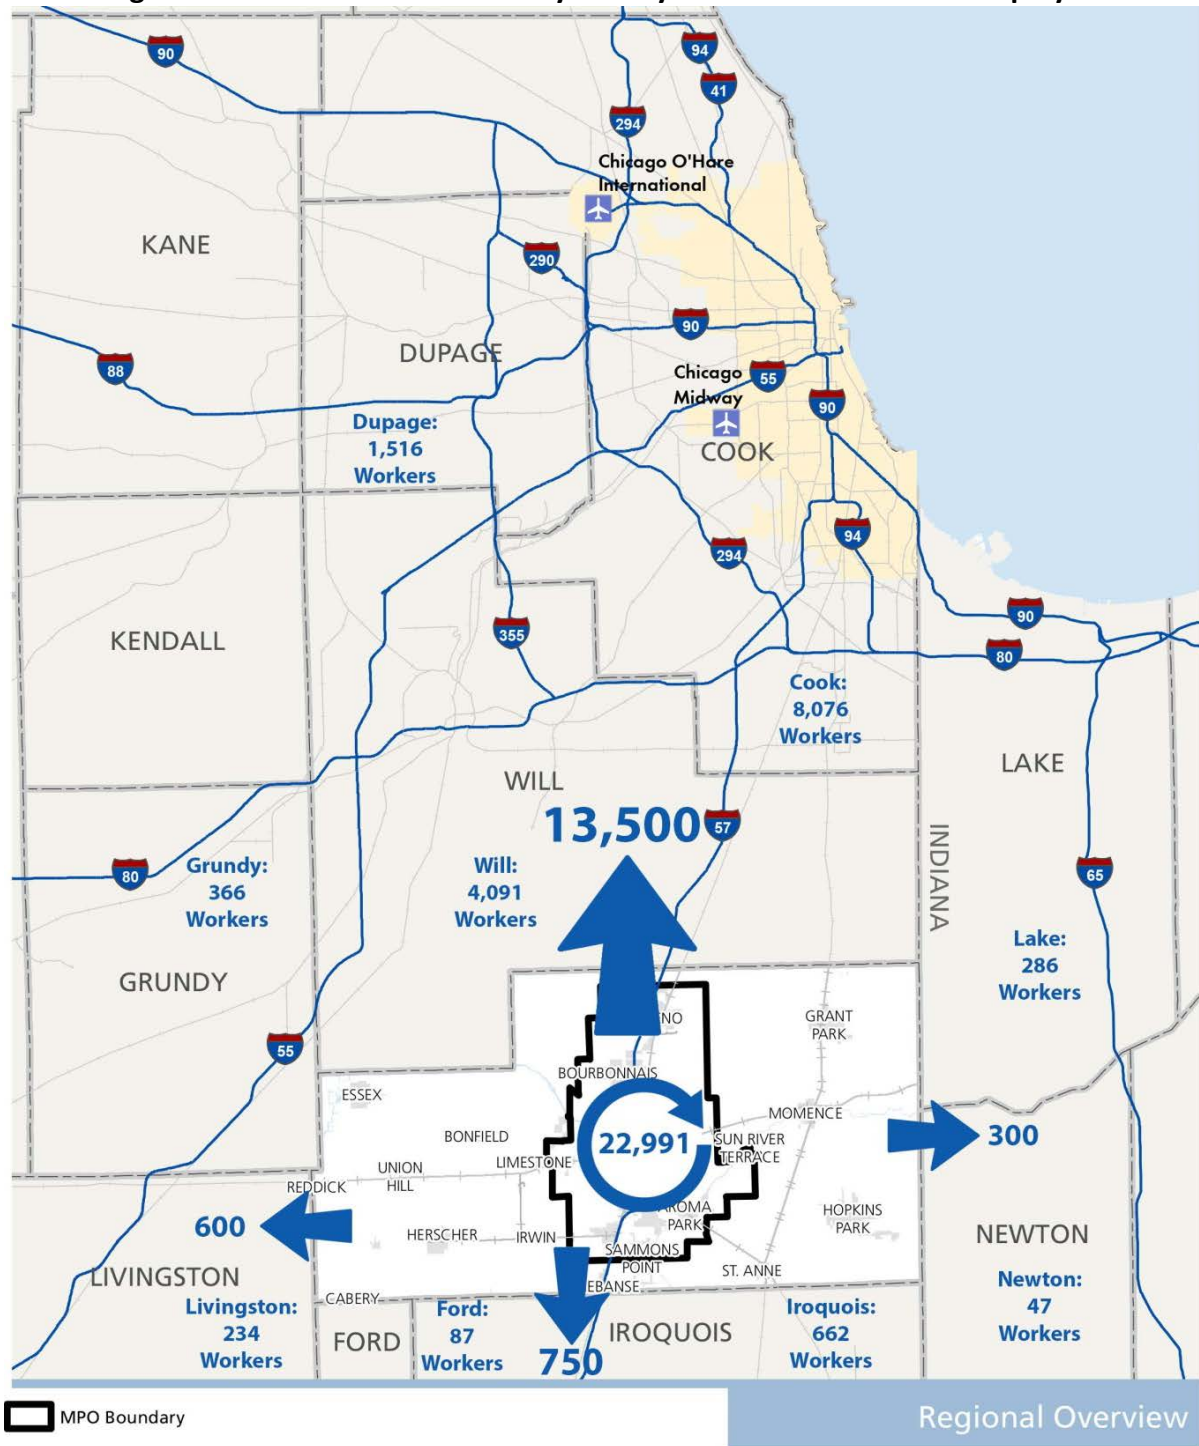 90
94
41
294
Chicago O'Hare
International
KANE
290
90
DUPAGE
88
Chicago
Midway
55
90
Dupage:
1,516
Workers
COOK
294
94
KENDALL
355
90
80
Cook:
8,076
Workers
LAKE
WILL
13,500
57
INDIANA
Grundy:
366
Workers
80
Will:
4,091
Workers
65
GRUNDY
Lake:
286
Workers
55
GRANT
PARK
BOURBONNAIS
ESSEX
MOMENCE
BONFIELD
22,991
SUN RIVER
TERRACE
300
LIMESTONE
UNION
HILL
REDDICK
AROMA
PARK
HOPKINS
PARK
600
HERSCHER
IRWIN
NEWTON
SAMMONS
POINT
ST. ANNE
LIVINGSTON
EBANSE
CABERY
Livingston:
234
Workers
FORD
Ford:
87
Workers
750
IROQUOIS
Iroquois:
662
Workers
Newton:
47
Workers
MPO Boundary
Regional Overview